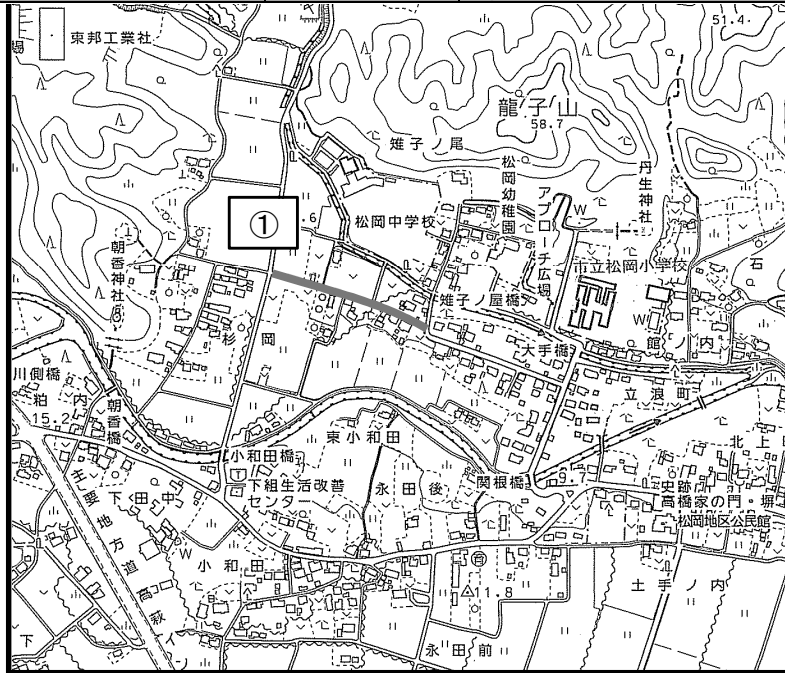 場
東邦工業社
51.4
龍子山
58.7
雉子ノ尾
松岡幼稚園
アプローチ広場
丹生神社
①
.6
松岡中学校
朝香神社
市立松岡小学校
石
雉子ノ屋橋
杉岡
大手橋
館ノ内
川側橋
粕内
15.2
朝香橋
立浪町
小和田橋
東小和田
北上町
下組生活改善
センター
永田後
関根橋
9.7
史跡
高橋家の門・塀
松岡地区公民館
主要地方道高萩イン
下田中
小和田
11.8
土手ノ内
下
永田前